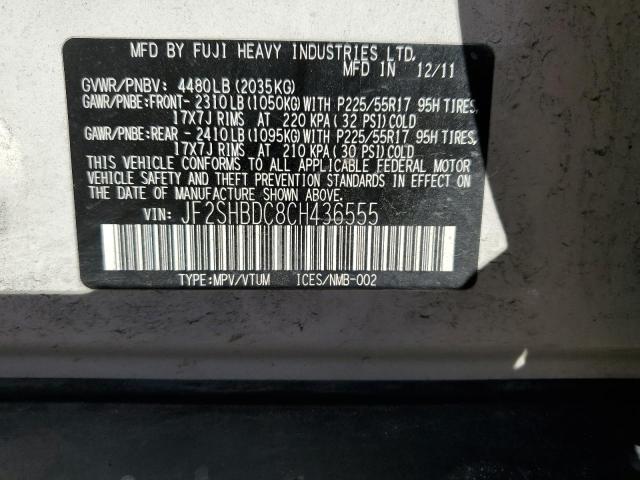 MFD BY FUJI HEAVY INDUSTRIES LTD.
MFD IN 12/11
GVWR/PNBV: 4480LB (2035KG)
GAWR/PNBE:FRONT- 2310LB(1050KG)WITH P225/55R17 95H TIRES,
17X7J RIMS AT 220 KPA(32 PSI)COLD
GAWR/PNBE:REAR - 2410LB(1095KG)WITH P225/55R17 95H TIRES,
17X7J RIMS AT 210 KPA(30 PSI)COLD
THIS VEHICLE CONFORMS TO ALL APPLICABLE FEDERAL MOTOR
VEHICLE SAFETY AND THEFT PREVENTION STANDARDS IN EFFECT
ON THE DATE OF MANUFACTURE SHOWN ABOVE.
VIN: JF2SHBDC8CH436555
TYPE:MPV/VTUM ICES/NMB-002